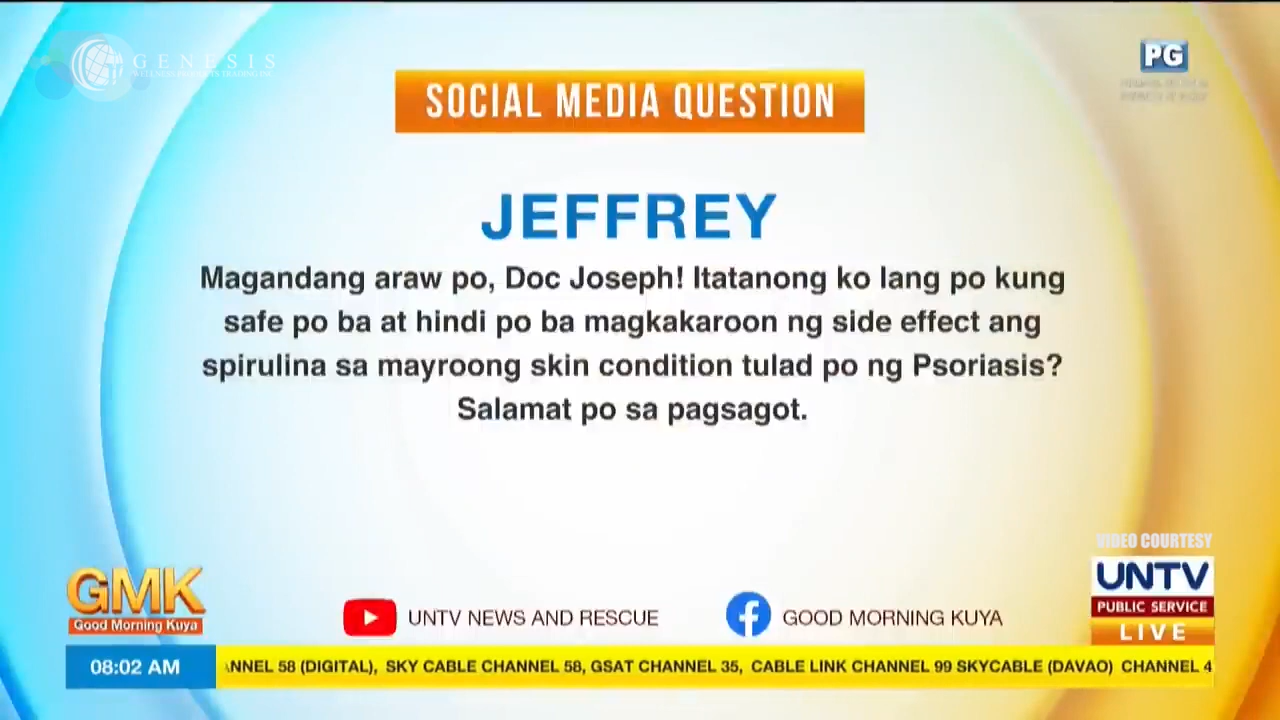 GENESIS
WELLNESS PRODUCTS TRADING INC.
PG
SOCIAL MEDIA QUESTION
JEFFREY
Magandang araw po, Doc Joseph! Itatanong ko lang po kung
safe po ba at hindi po ba magkakaroon ng side effect ang
spirulina sa mayroong skin condition tulad po ng Psoriasis?
Salamat po sa pagsagot.
VIDEO COURTESY
UNTV
PUBLIC SERVICE
LIVE
GMK
Good Morning Kuya
UNTV NEWS AND RESCUE
GOOD MORNING KUYA
08:02 AM
ANNEL 58 (DIGITAL), SKY CABLE CHANNEL 58, GSAT CHANNEL 35, CABLE LINK CHANNEL 99 SKYCABLE (DAVAO) CHANNEL 4